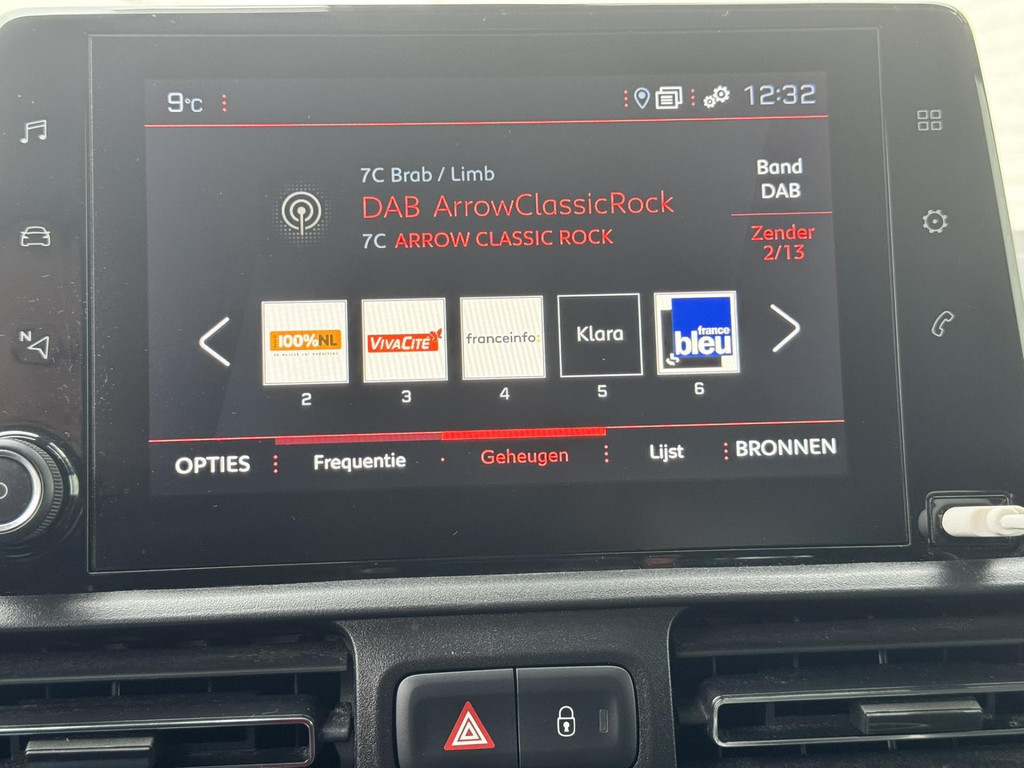 9°C
12:32
7C Brab / Limb
DAB ArrowClassicRock
7C ARROW CLASSIC ROCK
Band
DAB
Zender
2/13
100%NL
VIVACITÉ
franceinfo:
Klara
france
bleu
2
3
4
5
6
OPTIES
Frequentie
Geheugen
Lijst
BRONNEN
N